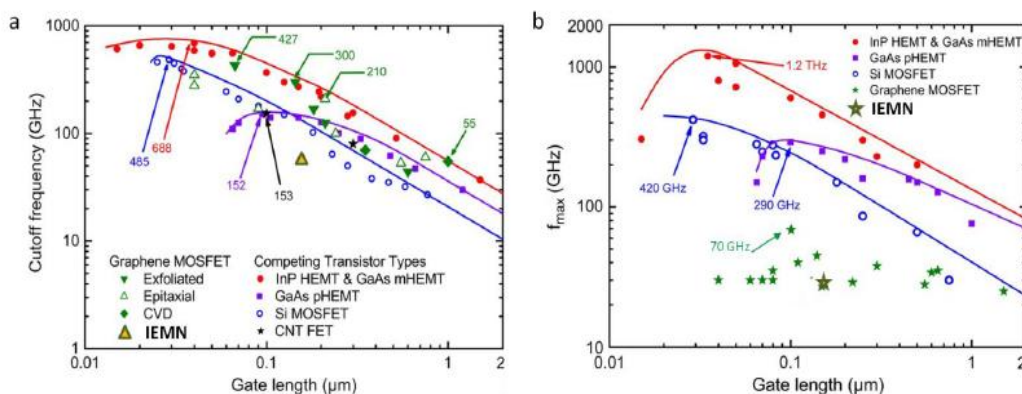 a
Cutoff frequency (GHz)
1000
100
10
1
427
300
210
55
485
688
152
153
Graphene MOSFET
Exfoliated
Epitaxial
CVD
IEMN
Competing Transistor Types
InP HEMT & GaAs mHEMT
GaAs pHEMT
Si MOSFET
CNT FET
0.01
0.1
1
Gate length (µm)
b
f_max (GHz)
2000
1000
100
10
InP HEMT & GaAs mHEMT
GaAs pHEMT
Si MOSFET
Graphene MOSFET
IEMN
1.2 THz
420 GHz
290 GHz
70 GHz
0.01
0.1
1
Gate length (µm)